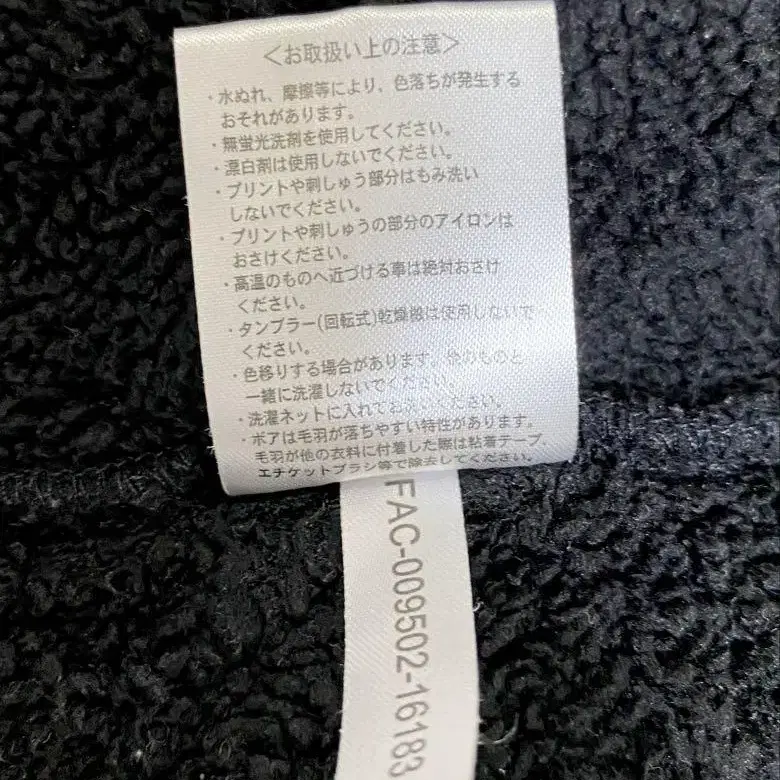 ＜お取扱い上の注意＞
・水ぬれ、摩擦等により、色落ちが発生する
おそれがあります。
・無蛍光洗剤を使用してください。
・漂白剤は使用しないでください。
・プリントや刺しゅう部分はもみ洗い
しないでください。
・プリントや刺しゅうの部分のアイロンは
おさけください。
・高温のものへ近づける事は絶対おさけ
ください。
・タンブラー(回転式)乾燥機は使用しないで
ください。
・色移りする場合があります。他のものと
一緒に洗濯しないでください。
・洗濯ネットに入れてお洗いください。
・ボアは毛羽が落ちやすい特性があります。
毛羽が他の衣料に付着した際は粘着テープ、
エチケットブラシ等で除去してください。
FAC-009502-16183